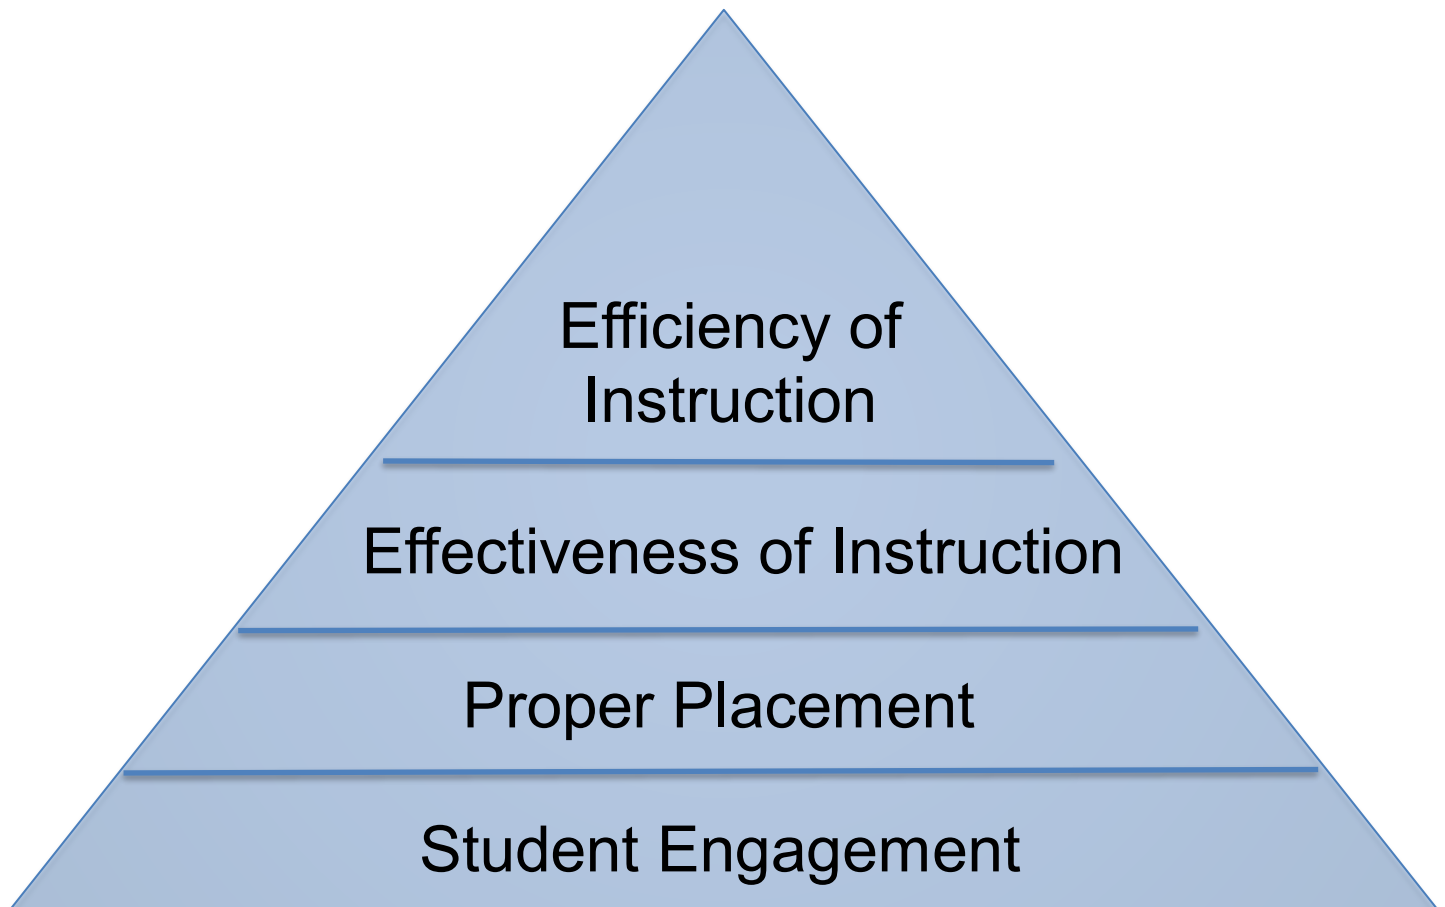 Efficiency of
Instruction
Effectiveness of Instruction
Proper Placement
Student Engagement